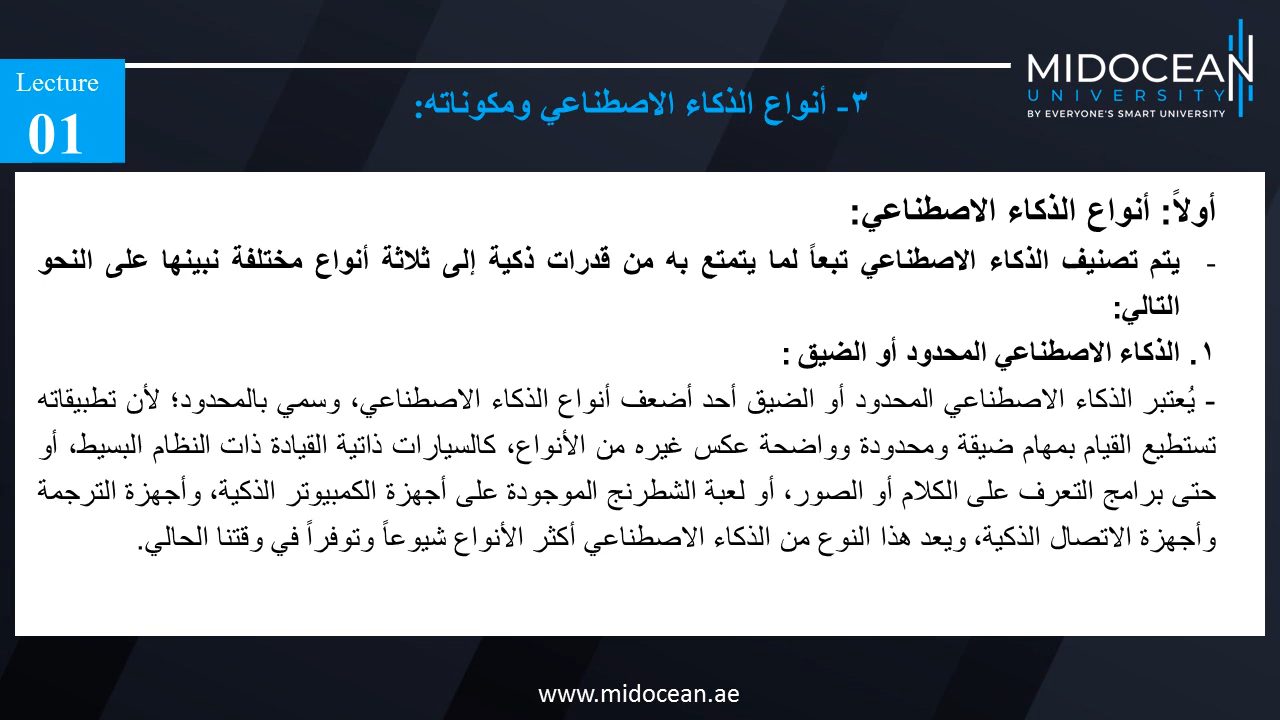 Lecture
01
MIDOCEAN
UNIVERSITY
BY EVERYONE'S SMART UNIVERSITY
٣- أنواع الذكاء الاصطناعي ومكوناته:
أولاً: أنواع الذكاء الاصطناعي:
- يتم تصنيف الذكاء الاصطناعي تبعاً لما يتمتع به من قدرات ذكية إلى ثلاثة أنواع مختلفة نبينها على النحو
التالي:
١. الذكاء الاصطناعي المحدود أو الضيق :
- يُعتبر الذكاء الاصطناعي المحدود أو الضيق أحد أضعف أنواع الذكاء الاصطناعي، وسمي بالمحدود؛ لأن تطبيقاته
تستطيع القيام بمهام ضيقة ومحدودة وواضحة عكس غيره من الأنواع، كالسيارات ذاتية القيادة ذات النظام البسيط، أو
حتى برامج التعرف على الكلام أو الصور، أو لعبة الشطرنج الموجودة على أجهزة الكمبيوتر الذكية، وأجهزة الترجمة
وأجهزة الاتصال الذكية، ويعد هذا النوع من الذكاء الاصطناعي أكثر الأنواع شيوعاً وتوفراً في وقتنا الحالي.
www.midocean.ae